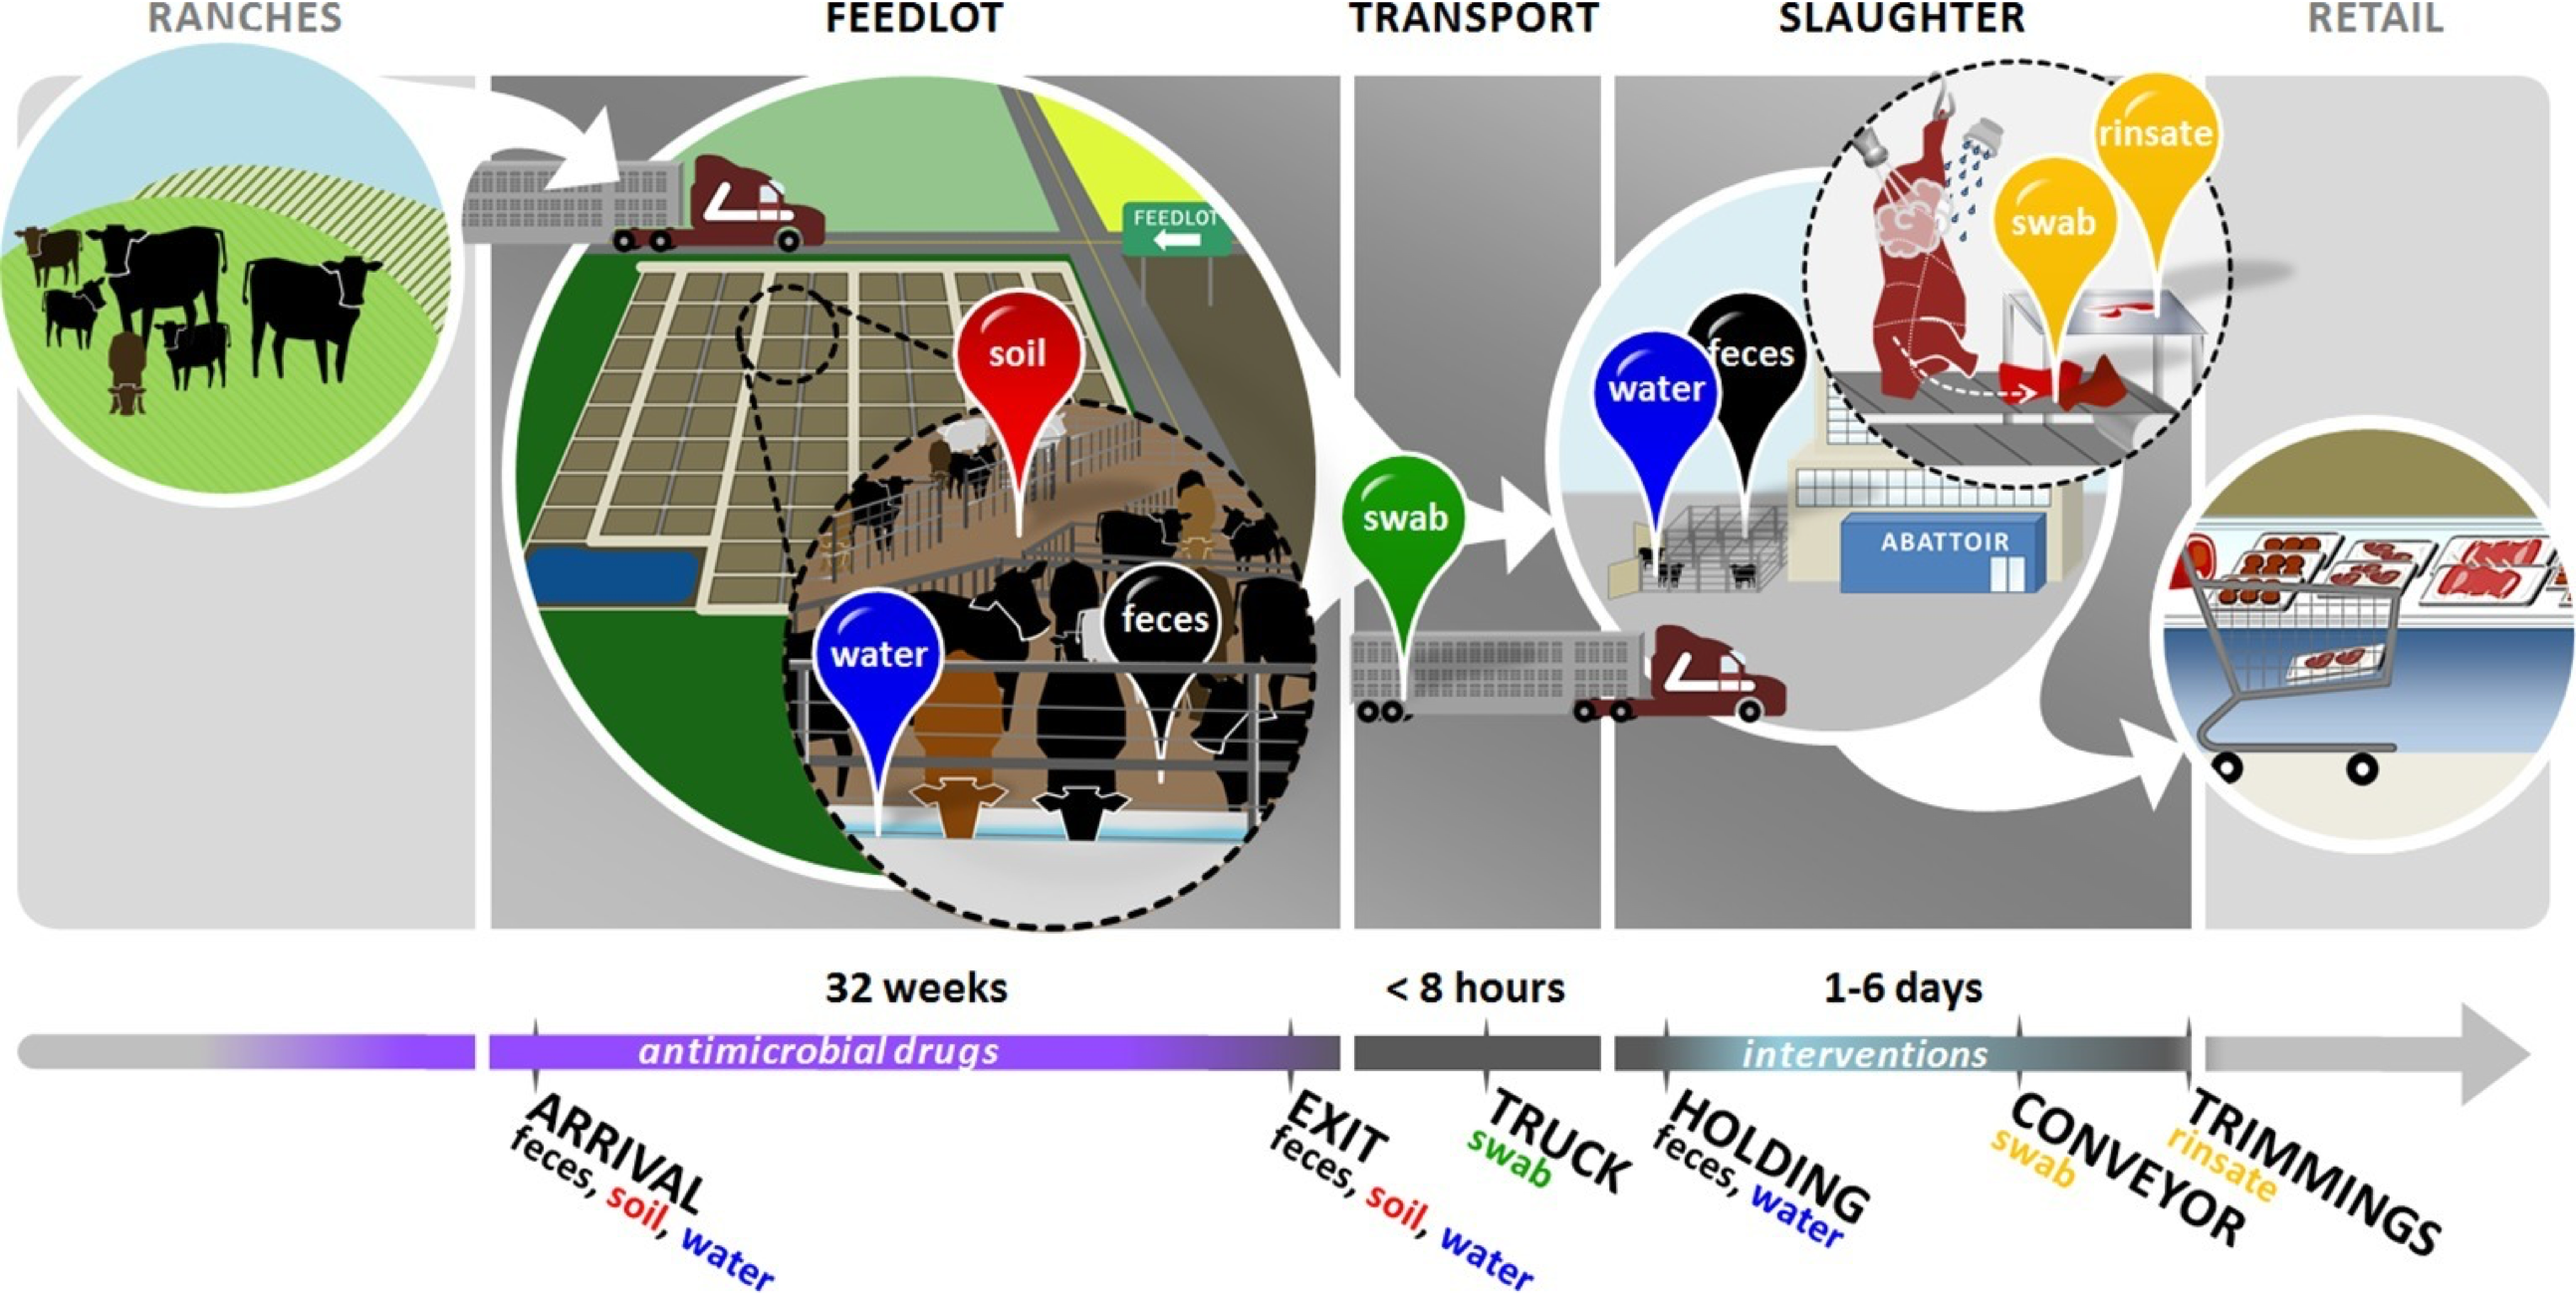 RANCHES
FEEDLOT
TRANSPORT
SLAUGHTER
RETAIL
rinsate
swab
FEEDLOT
soil
feces
water
swab
ABATTOIR
feces
water
32 weeks
< 8 hours
1-6 days
antimicrobial drugs
interventions
ARRIVAL
feces, soil, water
EXIT
feces, soil, water
TRUCK
swab
HOLDING
feces, water
CONVEYOR
swab
TRIMMINGS
rinsate